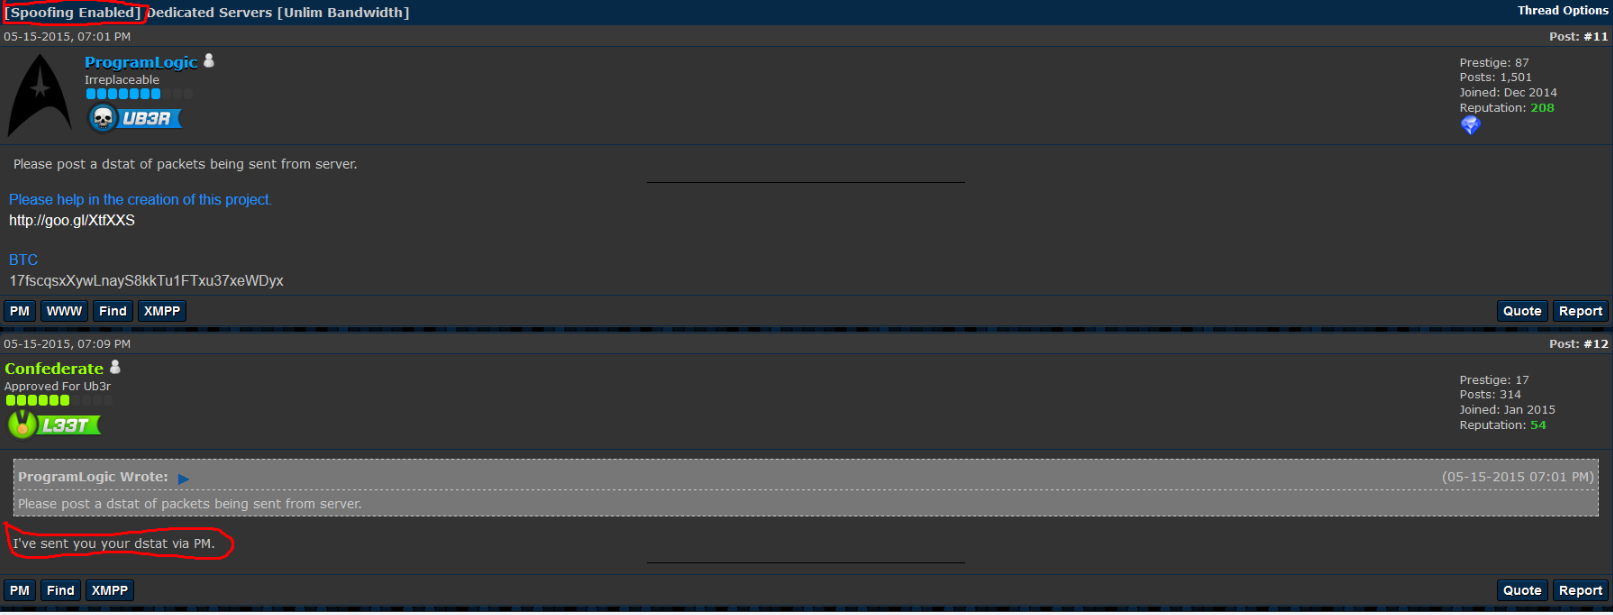 [Spoofing Enabled] Dedicated Servers [Unlim Bandwidth] Thread Options
05-15-2015, 07:01 PM Post: #11
ProgramLogic
Irreplaceable
UB3R
Prestige: 87
Posts: 1,501
Joined: Dec 2014
Reputation: 208
Please post a dstat of packets being sent from server.
Please help in the creation of this project.
http://goo.gl/XtfXXS
BTC
17fscqsxXywLnayS8kkTu1FTxu37xeWDyx
PM WWW Find XMPP Quote Report
05-15-2015, 07:09 PM Post: #12
Confederate
Approved For Ub3r
L33T
Prestige: 17
Posts: 314
Joined: Jan 2015
Reputation: 54
ProgramLogic Wrote: (05-15-2015 07:01 PM)
Please post a dstat of packets being sent from server.
I've sent you your dstat via PM.
PM Find XMPP Quote Report